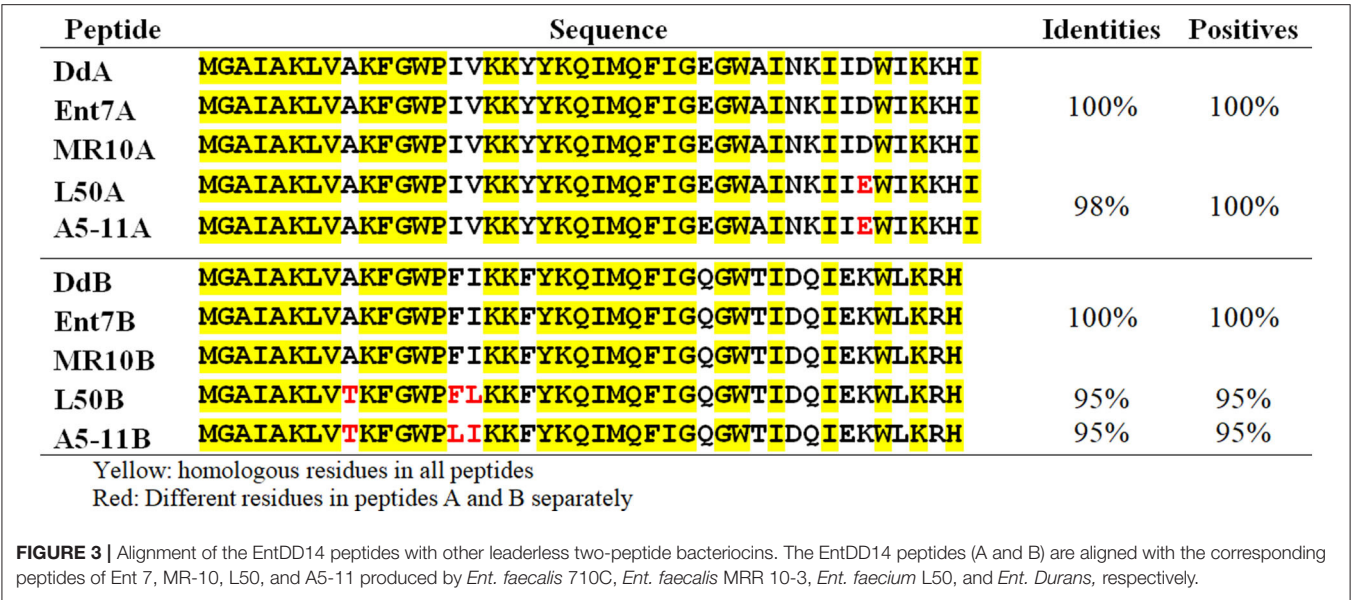 Peptide Sequence Identities Positives
DdA MGAIAKLVAKFGWPIVKKYYKQIMQFIGEGWAINKIIDWIKKHI
Ent7A MGAIAKLVAKFGWPIVKKYYKQIMQFIGEGWAINKIIDWIKKHI 100% 100%
MR10A MGAIAKLVAKFGWPIVKKYYKQIMQFIGEGWAINKIIDWIKKHI
L50A MGAIAKLVAKFGWPIVKKYYKQIMQFIGEGWAINKIIEWIKKHI
98% 100%
A5-11A MGAIAKLVAKFGWPIVKKYYKQIMQFIGEGWAINKIIEWIKKHI
DdB MGAIAKLVAKFGWPFIKKFYKQIMQFIGQGWTIDQIEKWLKRH
Ent7B MGAIAKLVAKFGWPFIKKFYKQIMQFIGQGWTIDQIEKWLKRH 100% 100%
MR10B MGAIAKLVAKFGWPFIKKFYKQIMQFIGQGWTIDQIEKWLKRH
L50B MGAIAKLVTKFGWPFLKKFYKQIMQFIGQGWTIDQIEKWLKRH 95% 95%
A5-11B MGAIAKLVTKFGWPLIKKFYKQIMQFIGQGWTIDQIEKWLKRH 95% 95%
Yellow: homologous residues in all peptides
Red: Different residues in peptides A and B separately
FIGURE 3 | Alignment of the EntDD14 peptides with other leaderless two-peptide bacteriocins. The EntDD14 peptides (A and B) are aligned with the corresponding
peptides of Ent 7, MR-10, L50, and A5-11 produced by Ent. faecalis 710C, Ent. faecalis MRR 10-3, Ent. faecium L50, and Ent. Durans, respectively.